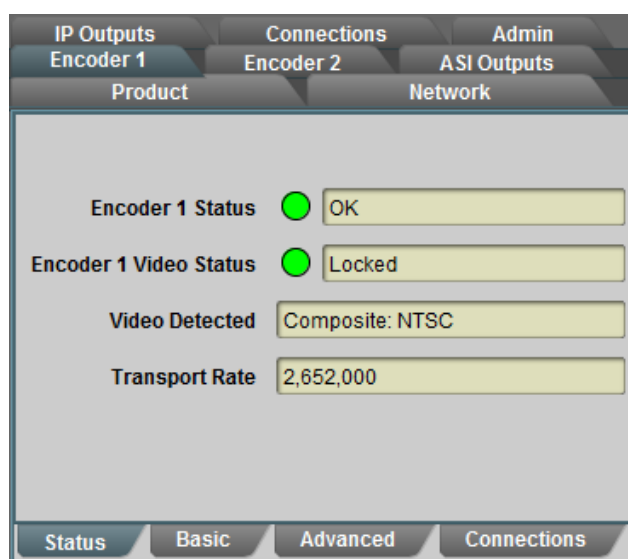 IP Outputs Connections Admin
Encoder 1 Encoder 2 ASI Outputs
Product Network
Encoder 1 Status OK
Encoder 1 Video Status Locked
Video Detected Composite: NTSC
Transport Rate 2,652,000
Status Basic Advanced Connections